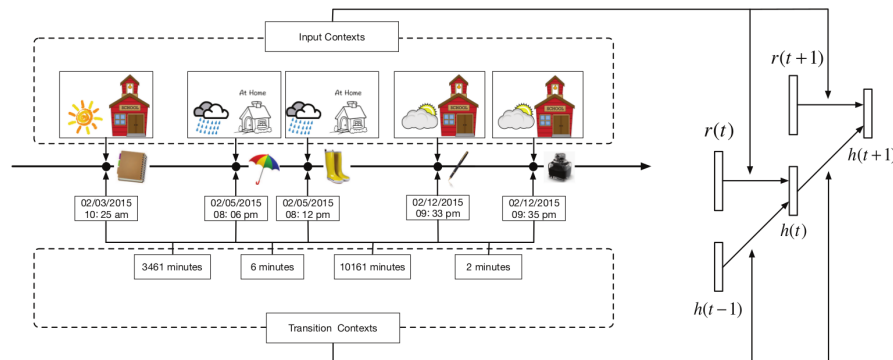 Input Contexts
At Home
At Home
SCHOOL
SCHOOL
SCHOOL
02/03/2015
10: 25 am
02/05/2015
08: 06 pm
02/05/2015
08: 12 pm
02/12/2015
09: 33 pm
02/12/2015
09: 35 pm
3461 minutes
6 minutes
10161 minutes
2 minutes
Transition Contexts
r(t+1)
r(t)
h(t+1)
h(t)
h(t−1)